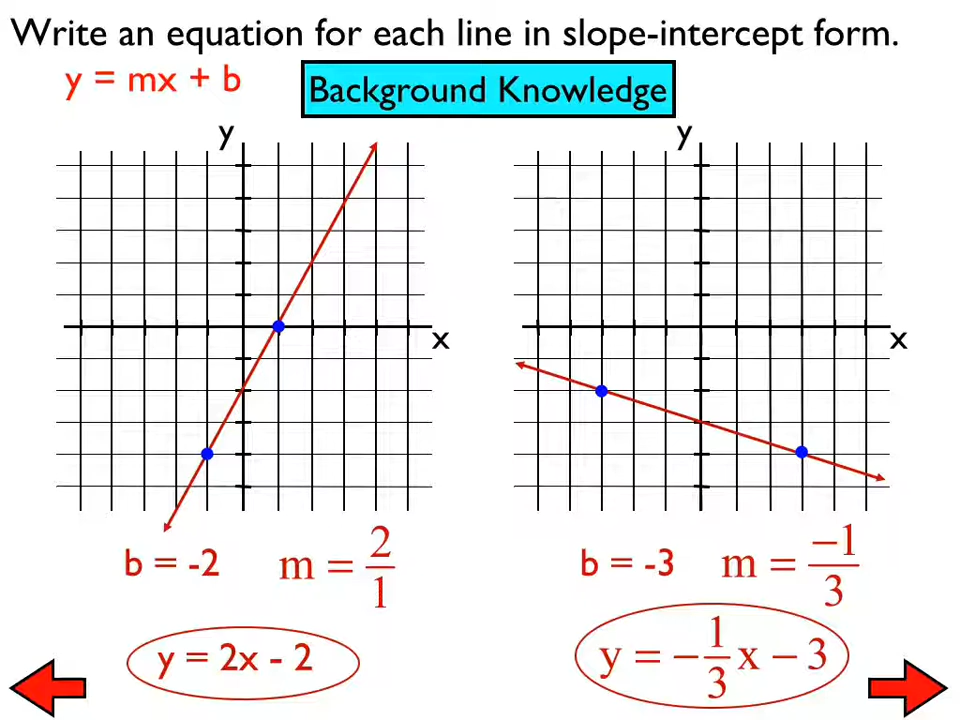 Write an equation for each line in slope-intercept form.
y = mx + b
Background Knowledge
y
x
b = -2
m = 2/1
y = 2x - 2
y
x
b = -3
m = −1/3
y = −1/3 x − 3